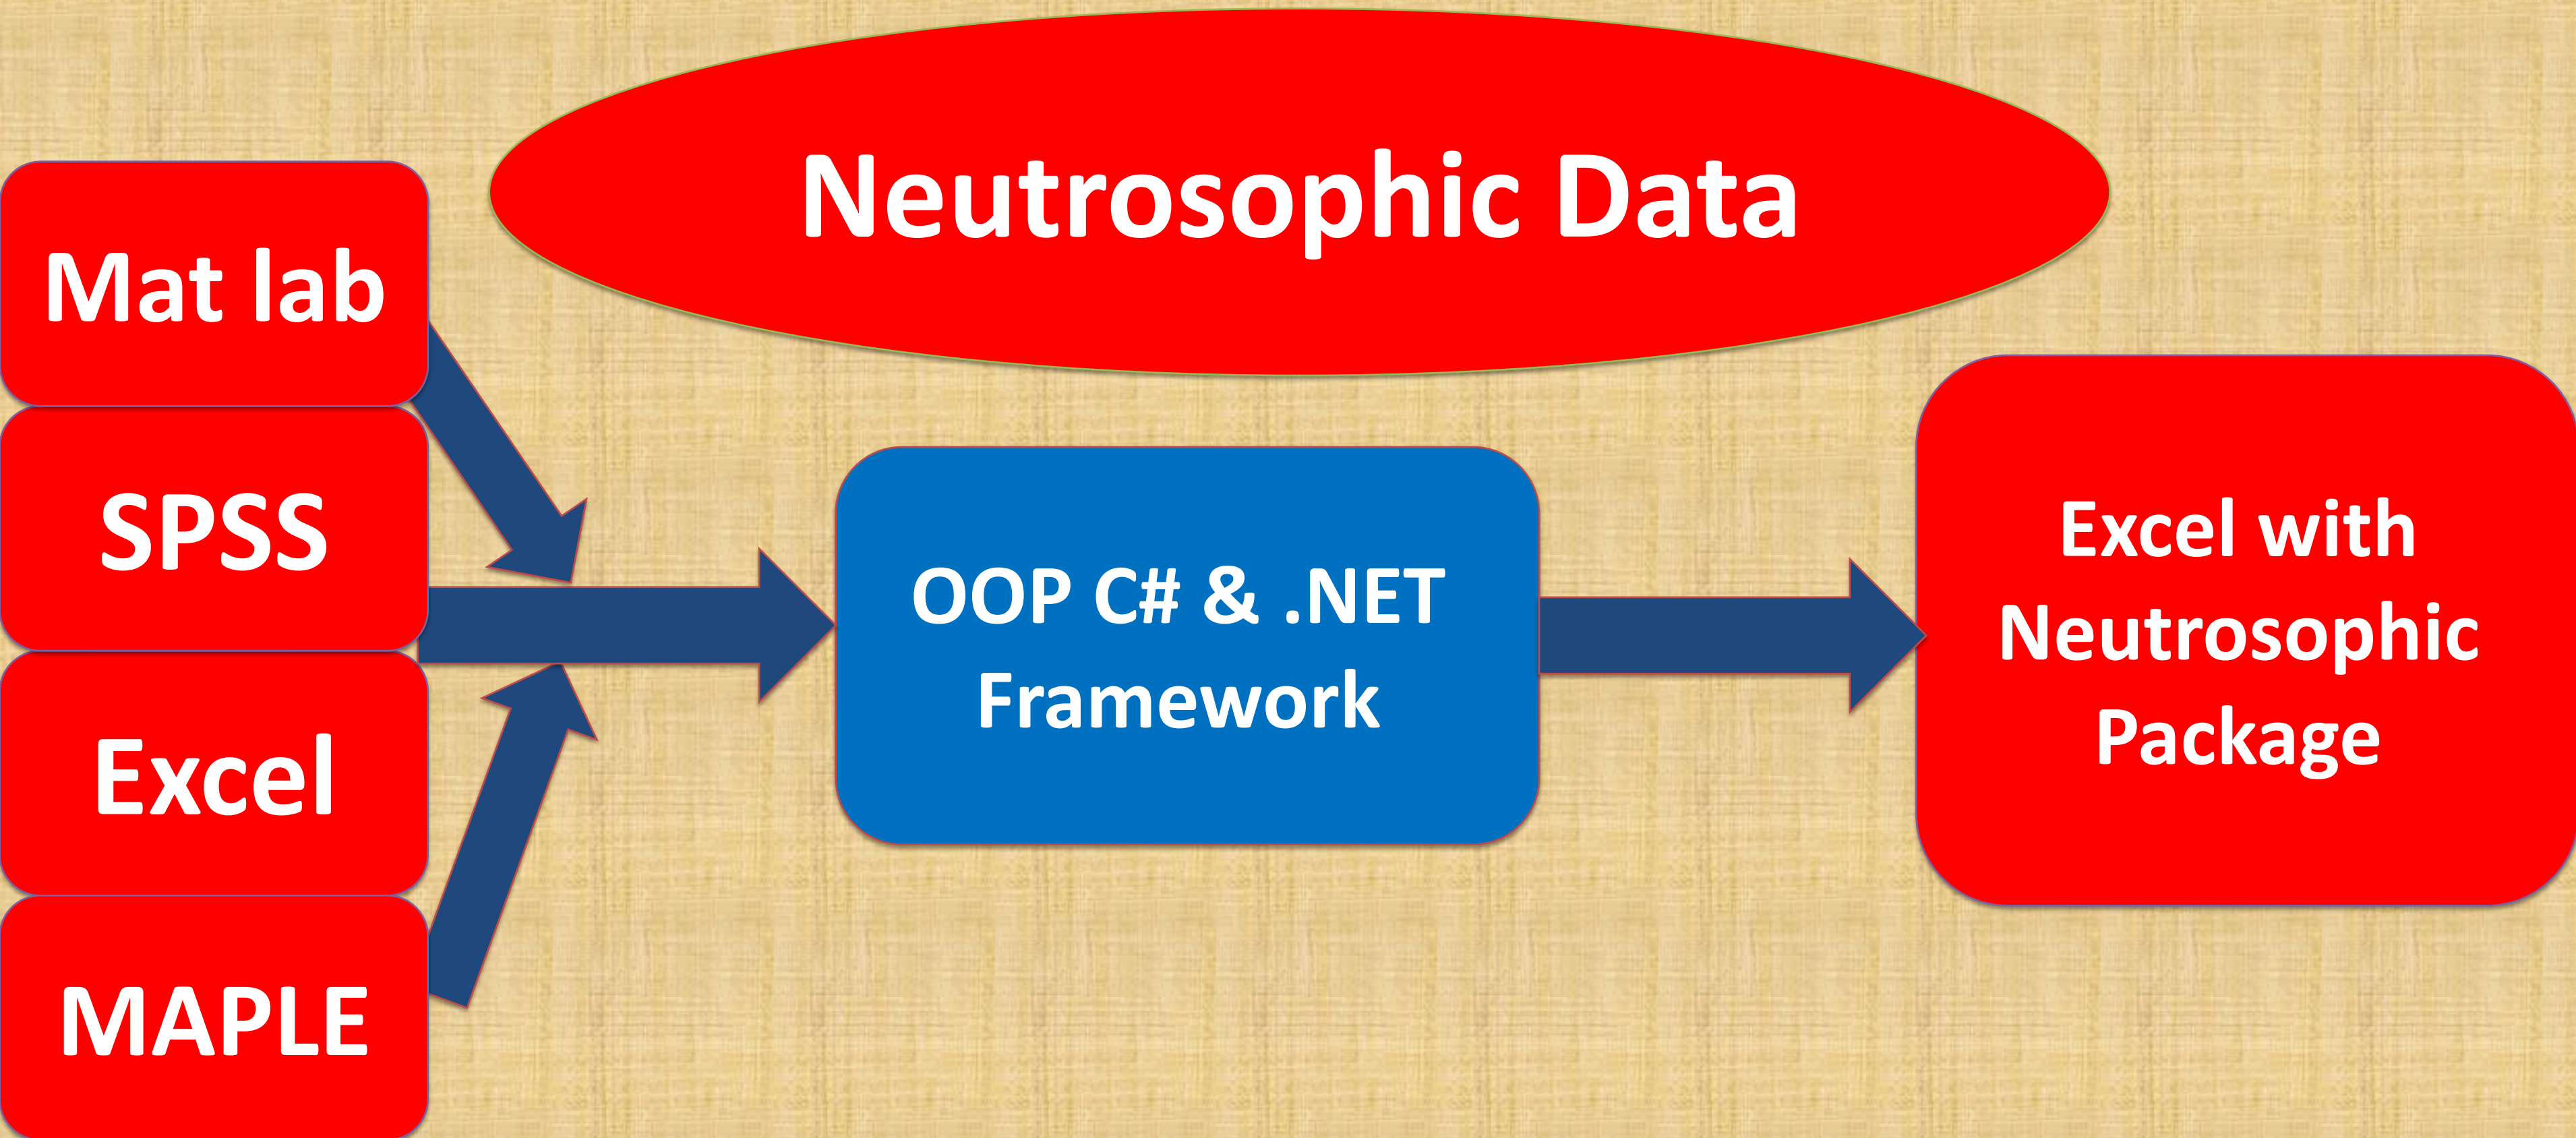 Neutrosophic Data
Mat lab
SPSS
Excel
MAPLE
OOP C# & .NET
Framework
Excel with
Neutrosophic
Package